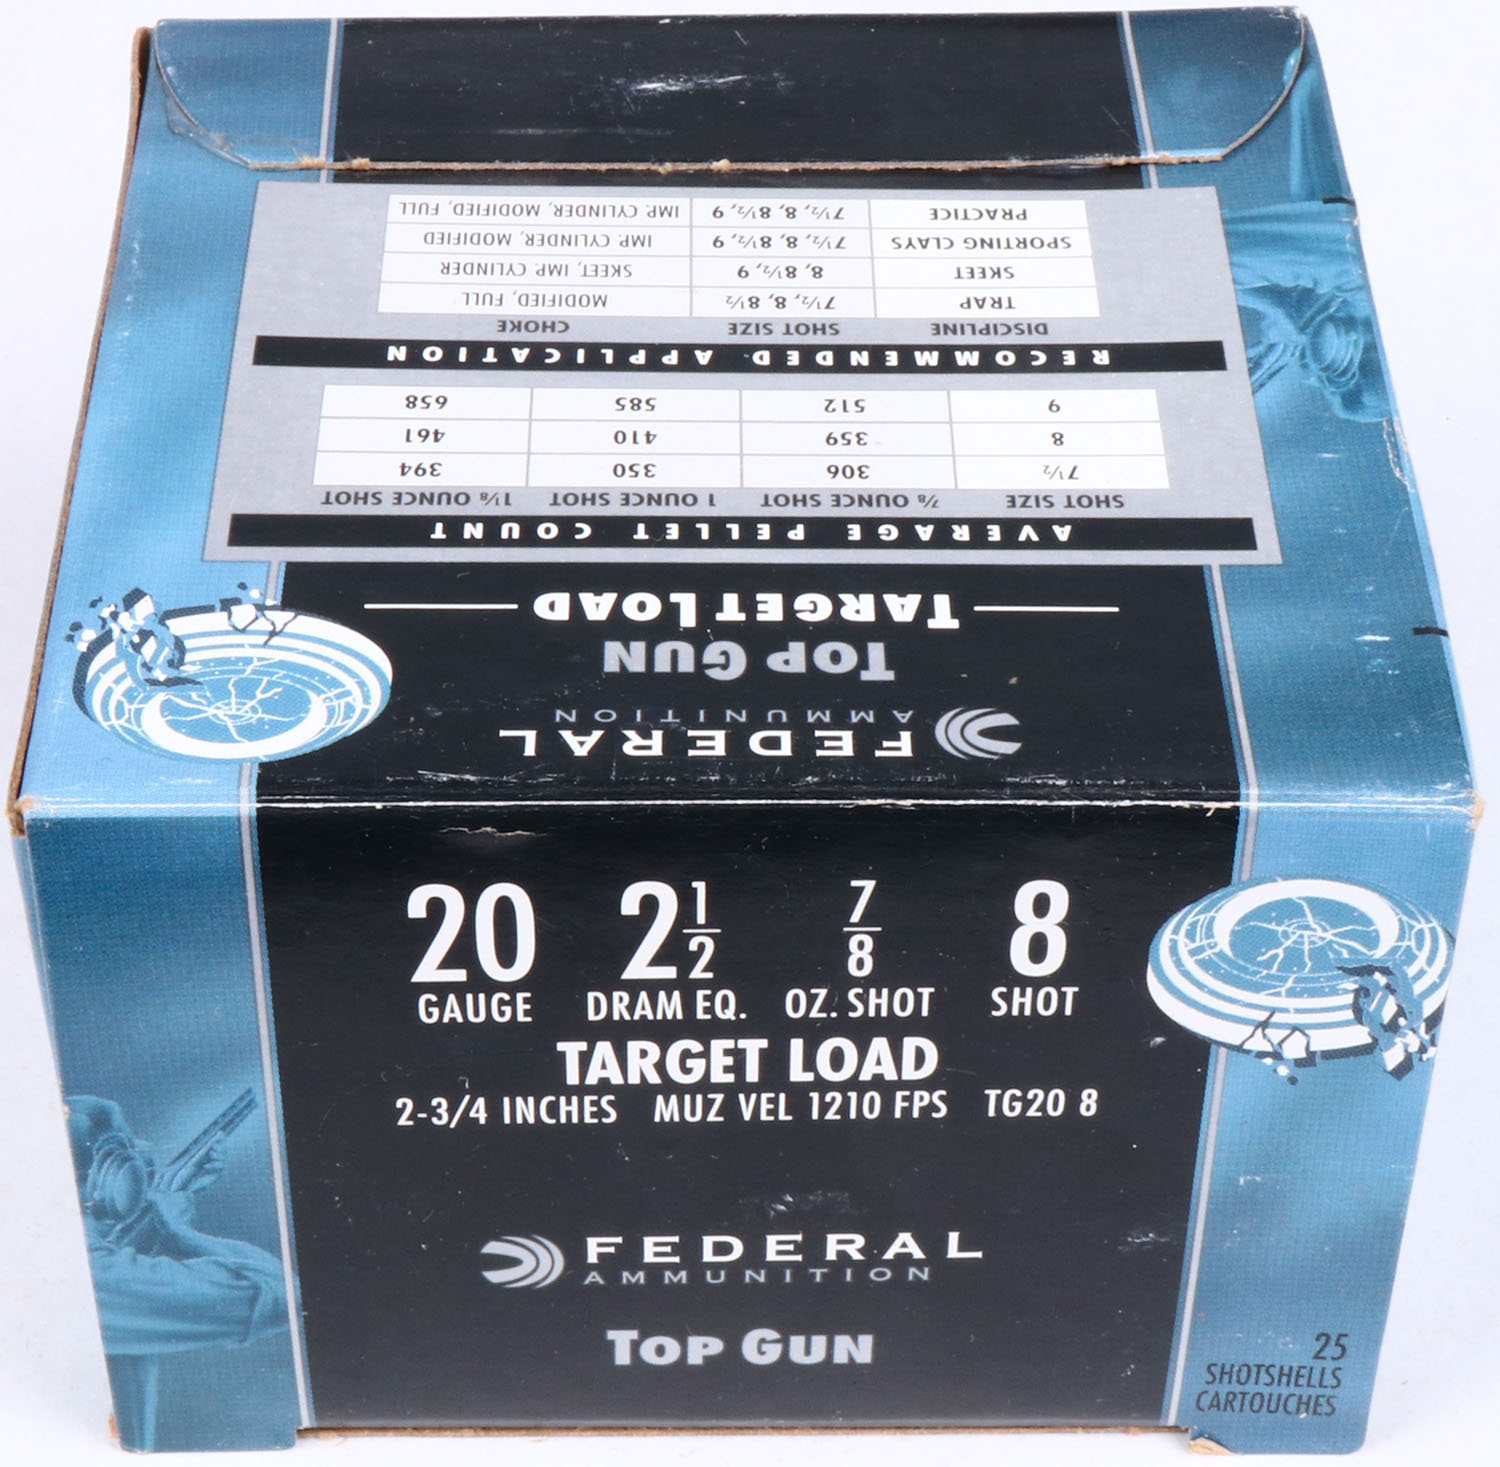 FEDERAL
AMMUNITION
TOP GUN
TARGET LOAD
AVERAGE PELLET COUNT
SHOT SIZE 7/8 OUNCE SHOT 1 OUNCE SHOT 1 1/8 OUNCE SHOT
7 1/2 306 350 394
8 359 410 461
9 512 585 658
RECOMMENDED APPLICATION
DISCIPLINE SHOT SIZE CHOKE
TRAP 7 1/2, 8, 8 1/2 MODIFIED, FULL
SKEET 8, 8 1/2, 9 SKEET, IMP. CYLINDER
SPORTING CLAYS 7 1/2, 8, 8 1/2, 9 IMP. CYLINDER, MODIFIED
PRACTICE 7 1/2, 8, 8 1/2, 9 IMP. CYLINDER, MODIFIED, FULL
20 2 1/2 7/8 8
GAUGE DRAM EQ. OZ. SHOT SHOT
TARGET LOAD
2-3/4 INCHES MUZ VEL 1210 FPS TG20 8
FEDERAL
AMMUNITION
TOP GUN
25
SHOTSHELLS
CARTOUCHES